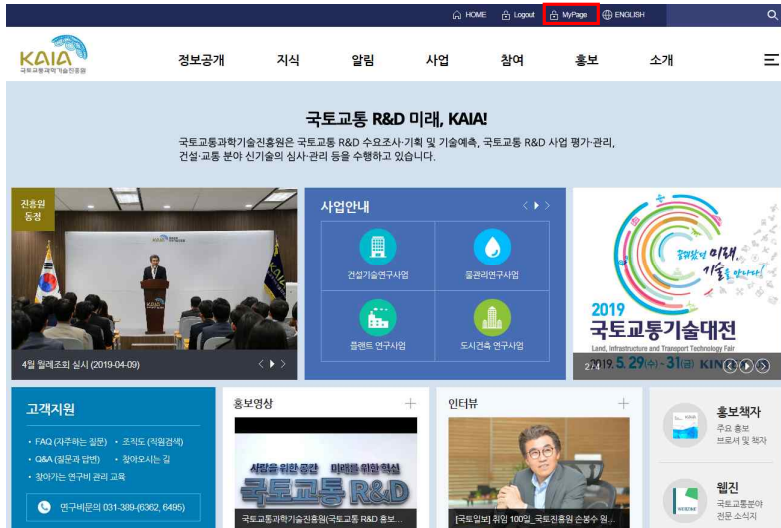 HOME Logout MyPage ENGLISH
KAIA
국토교통과학기술진흥원
정보공개 지식 알림 사업 참여 홍보 소개
국토교통 R&D 미래, KAIA!
국토교통과학기술진흥원은 국토교통 R&D 수요조사·기획 및 기술예측, 국토교통 R&D 사업 평가·관리,
건설·교통 분야 신기술의 심사·관리 등을 수행하고 있습니다.
진흥원
동정
KAIA
4월 월례조회 실시 (2019-04-09)
사업안내
건설기술연구사업
물관리연구사업
플랜트 연구사업
도시건축 연구사업
미래,
2019
국토교통기술대전
Land, Infrastructure and Transport Technology Fair
2/4
2019. 5. 29(수) - 31(금) KIN
고객지원
• FAQ (자주하는 질문) • 조직도 (직원검색)
• Q&A (질문과 답변) • 찾아오시는 길
• 찾아가는 연구비 관리 교육
연구비문의 031-389-(6362, 6495)
홍보영상
사람을 위한 공간 미래를 위한 혁신
국토교통 R&D
국토교통과학기술진흥원(국토교통 R&D 홍보...
인터뷰
[국토일보] 취임 100일_국토진흥원 손봉수 원...
홍보책자
주요 홍보
브로셔 및 책자
WEBZINE
웹진
국토교통분야
전문 소식지